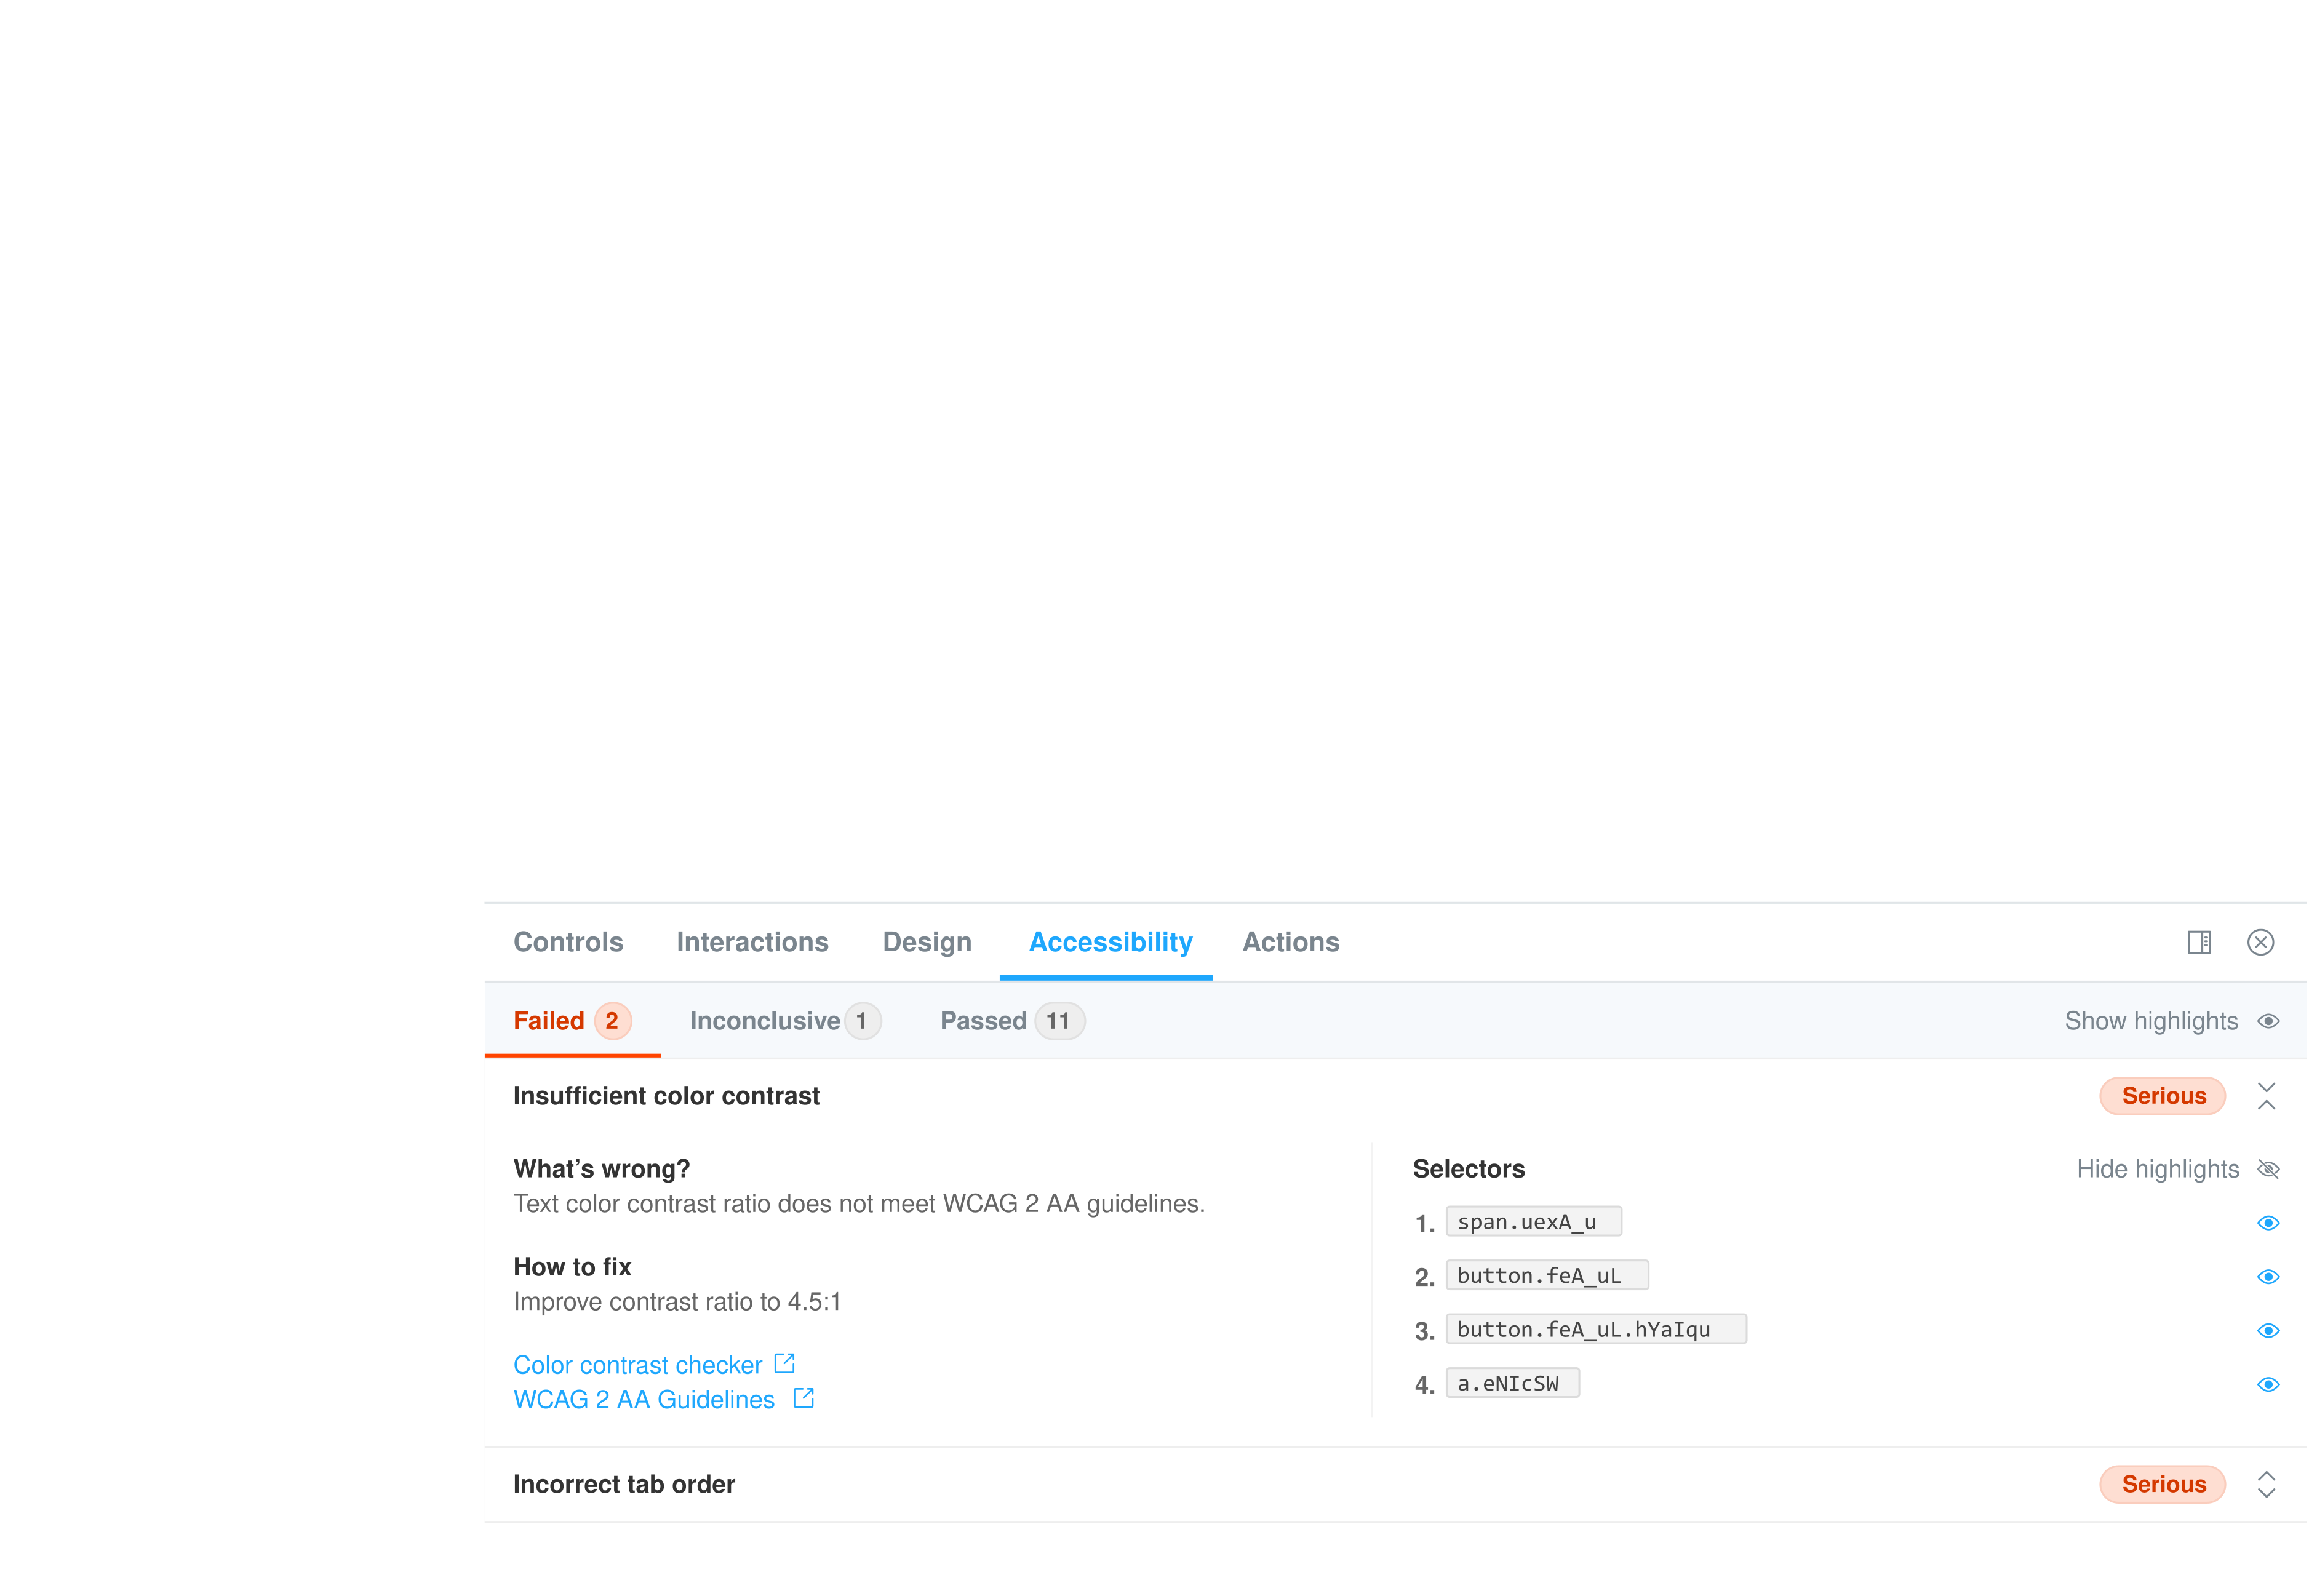 Controls Interactions Design Accessibility Actions
Failed 2 Inconclusive 1 Passed 11 Show highlights
Insufficient color contrast Serious
What’s wrong?
Text color contrast ratio does not meet WCAG 2 AA guidelines.
How to fix
Improve contrast ratio to 4.5:1
Color contrast checker
WCAG 2 AA Guidelines
Selectors Hide highlights
1. span.uexA_u
2. button.feA_uL
3. button.feA_uL.hYaIqu
4. a.eNIcSW
Incorrect tab order Serious